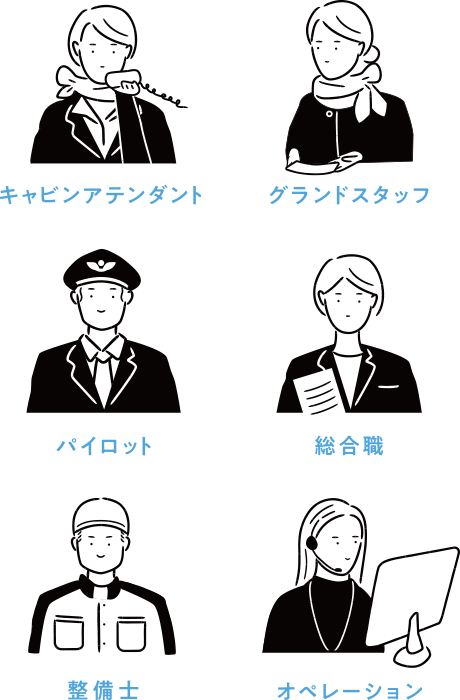 キャビンアテンダント
グランドスタッフ
パイロット
総合職
整備士
オペレーション